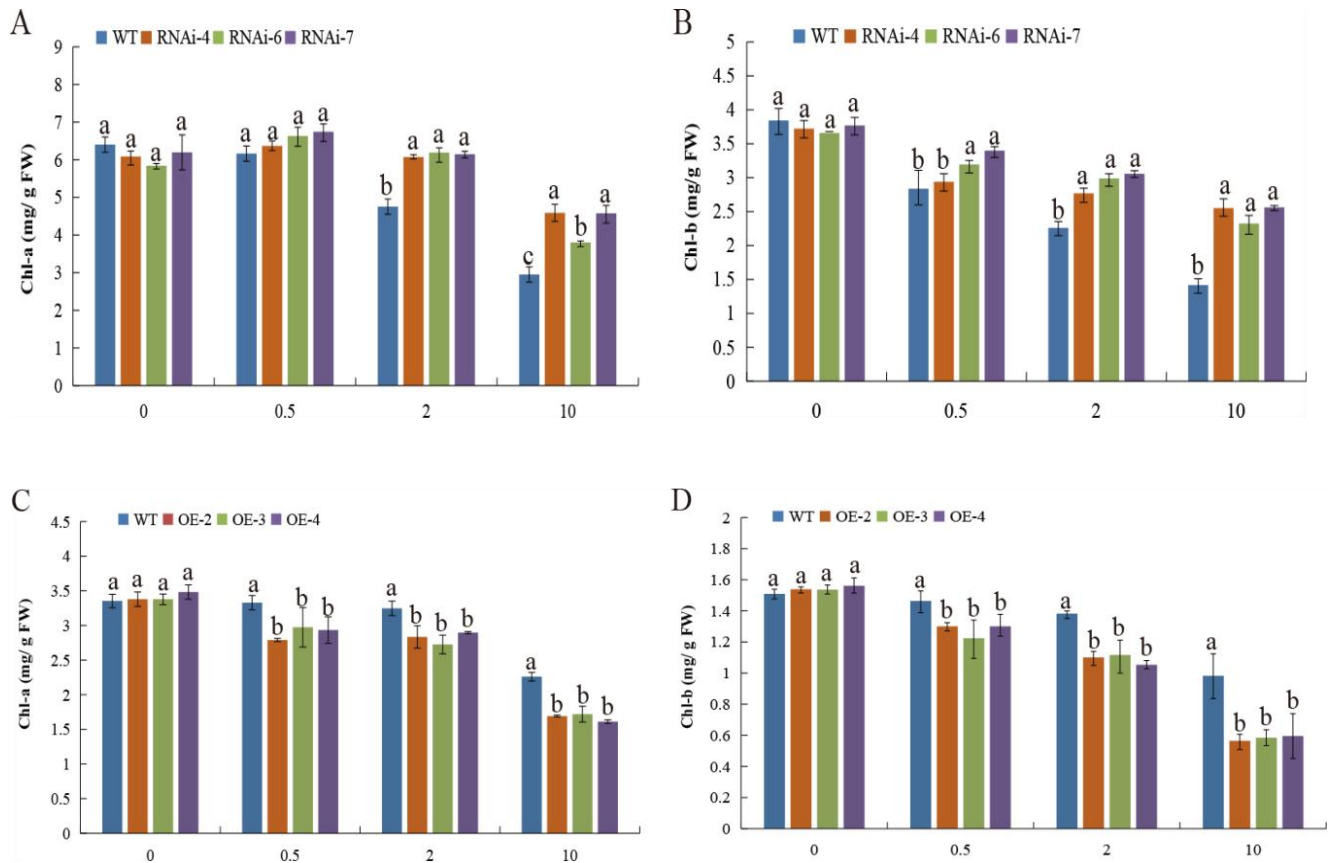 A
WT RNAi-4 RNAi-6 RNAi-7
Chl-a (mg/ g FW)
9
8
7
6
5
4
3
2
1
0
a a a a
a a a a
b a a a
c a b a
0 0.5 2 10
B
WT RNAi-4 RNAi-6 RNAi-7
Chl-b (mg/g FW)
5
4.5
4
3.5
3
2.5
2
1.5
1
0.5
0
a a a a
b b a a
b a a a
b a a a
0 0.5 2 10
C
WT OE-2 OE-3 OE-4
Chl-a (mg/ g FW)
4.5
4
3.5
3
2.5
2
1.5
1
0.5
0
a a a a
a b b b
a b b b
a b b b
0 0.5 2 10
D
WT OE-2 OE-3 OE-4
Chl-b (mg/ g FW)
2
1.8
1.6
1.4
1.2
1
0.8
0.6
0.4
0.2
0
a a a a
a b b b
a b b b
a b b b
0 0.5 2 10